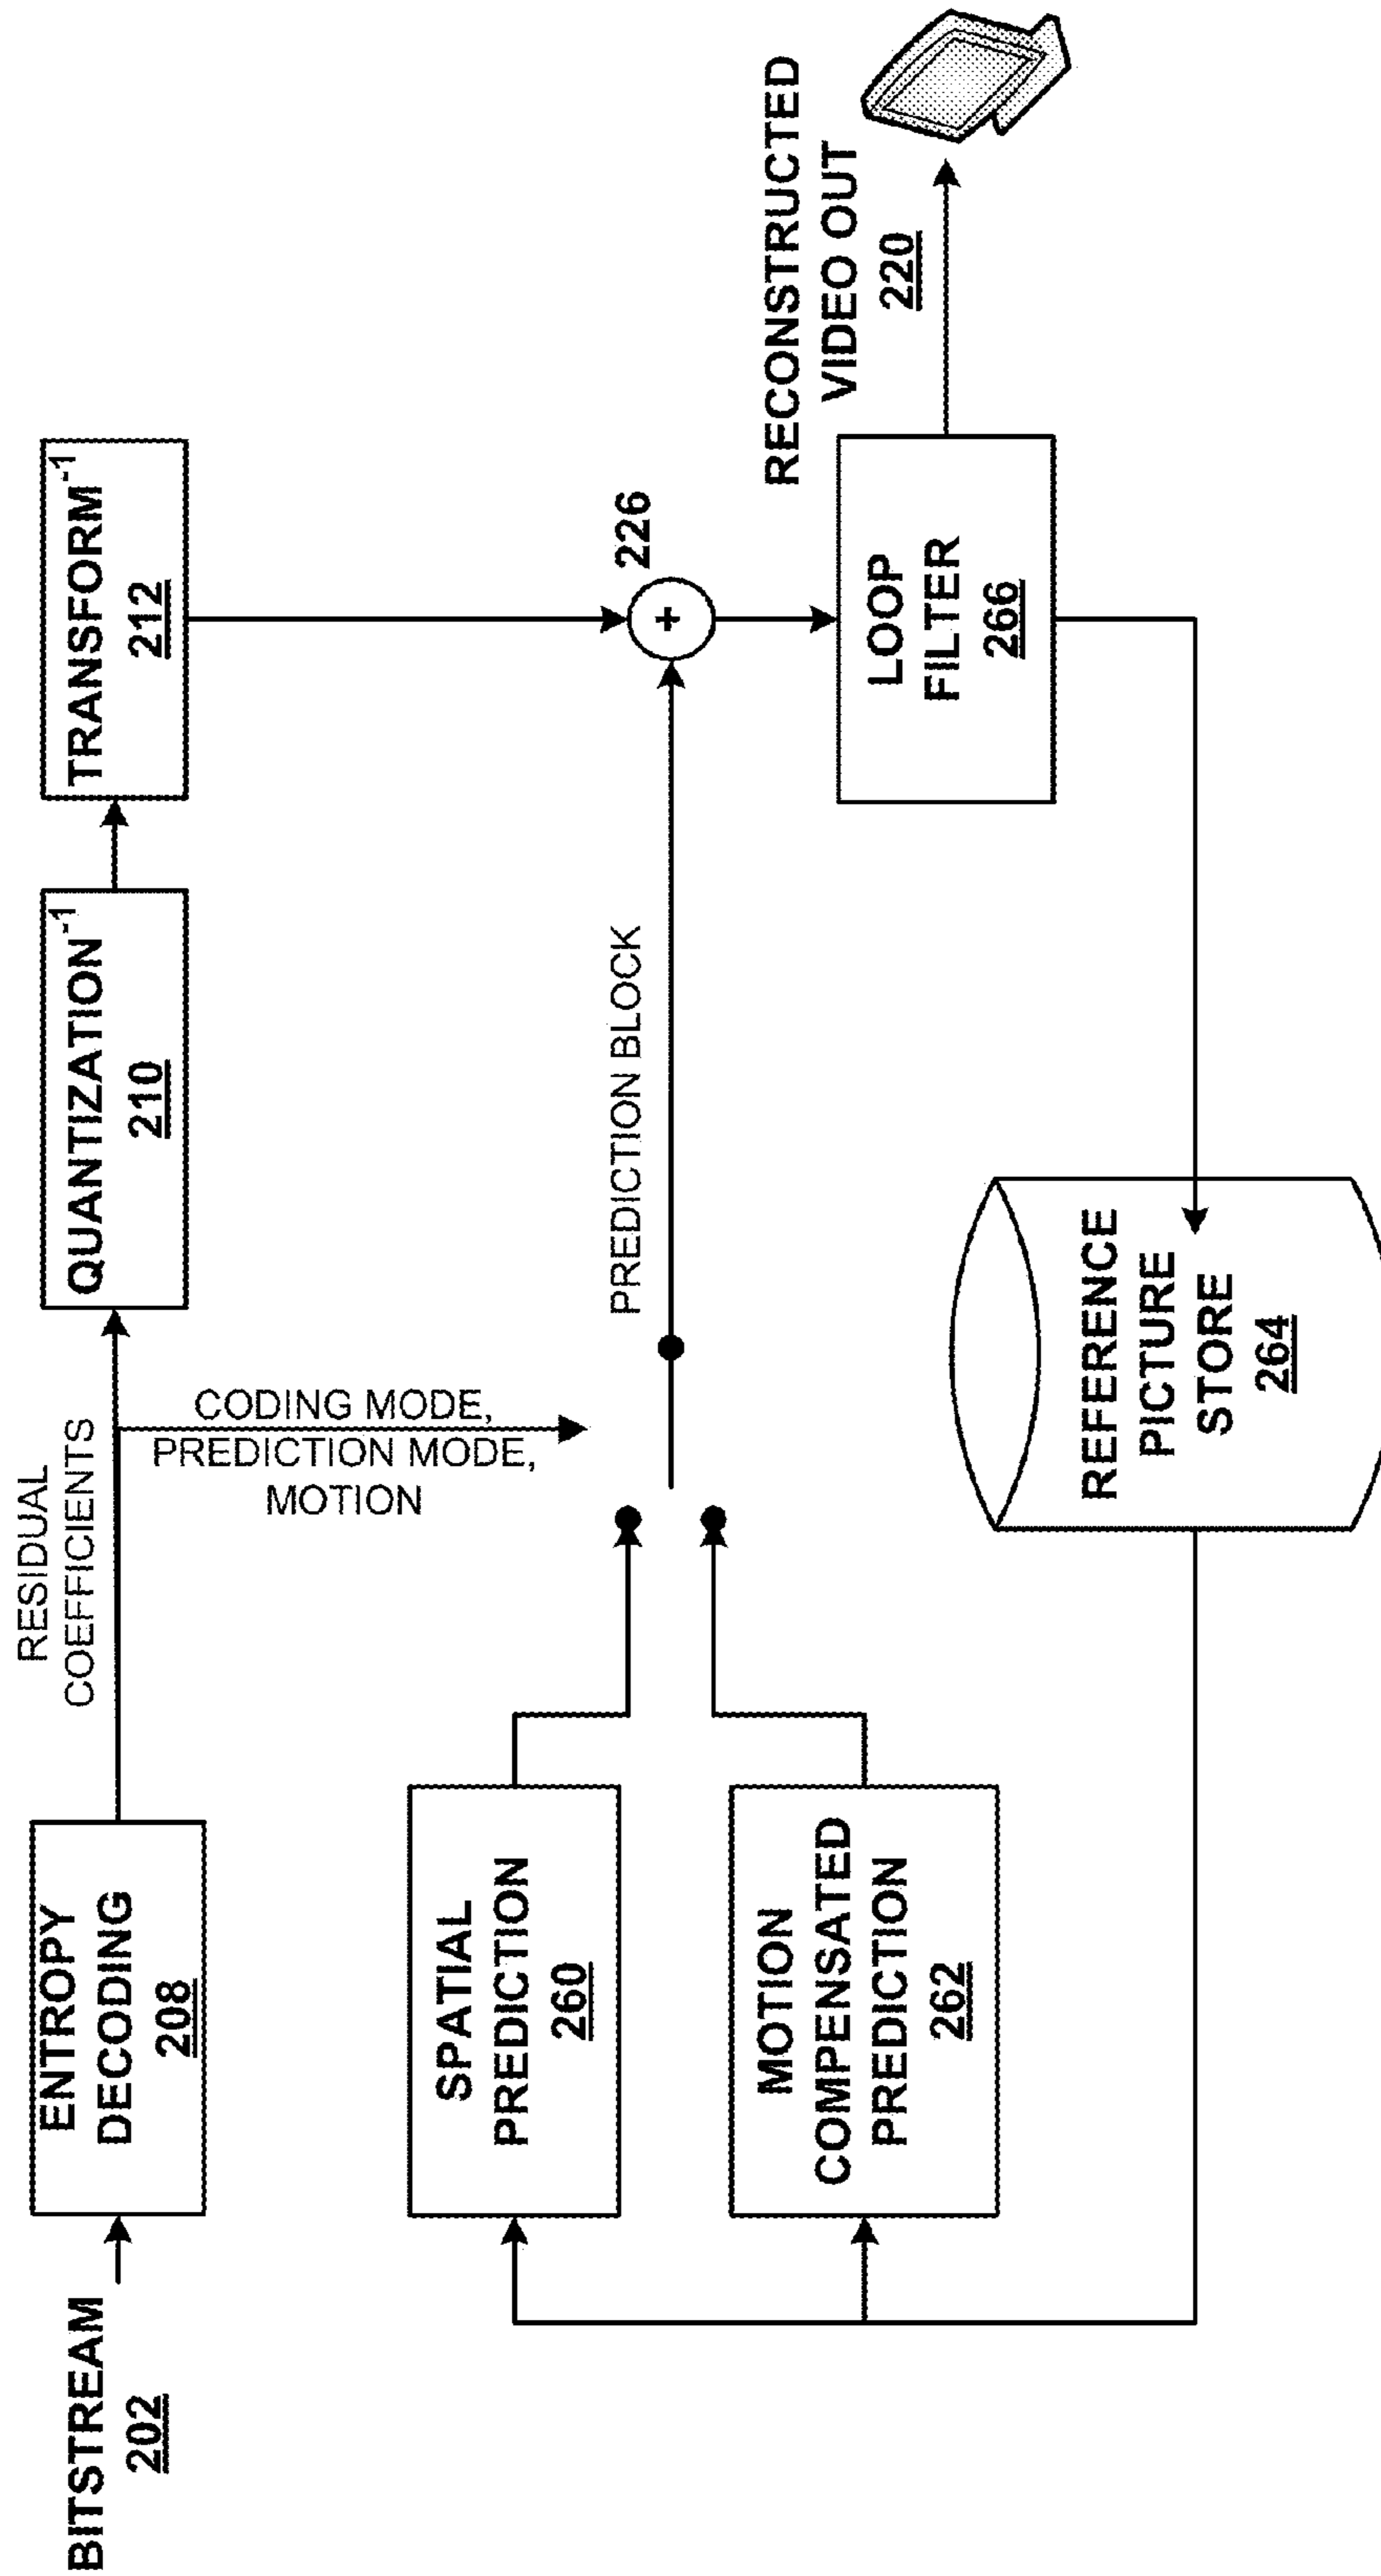 BITSTREAM
202
ENTROPY
DECODING
208
RESIDUAL
COEFFICIENTS
QUANTIZATION-1
210
TRANSFORM-1
212
CODING MODE,
PREDICTION MODE,
MOTION
SPATIAL
PREDICTION
260
MOTION
COMPENSATED
PREDICTION
262
PREDICTION BLOCK
226
+
LOOP
FILTER
266
RECONSTRUCTED
VIDEO OUT
220
REFERENCE
PICTURE
STORE
264